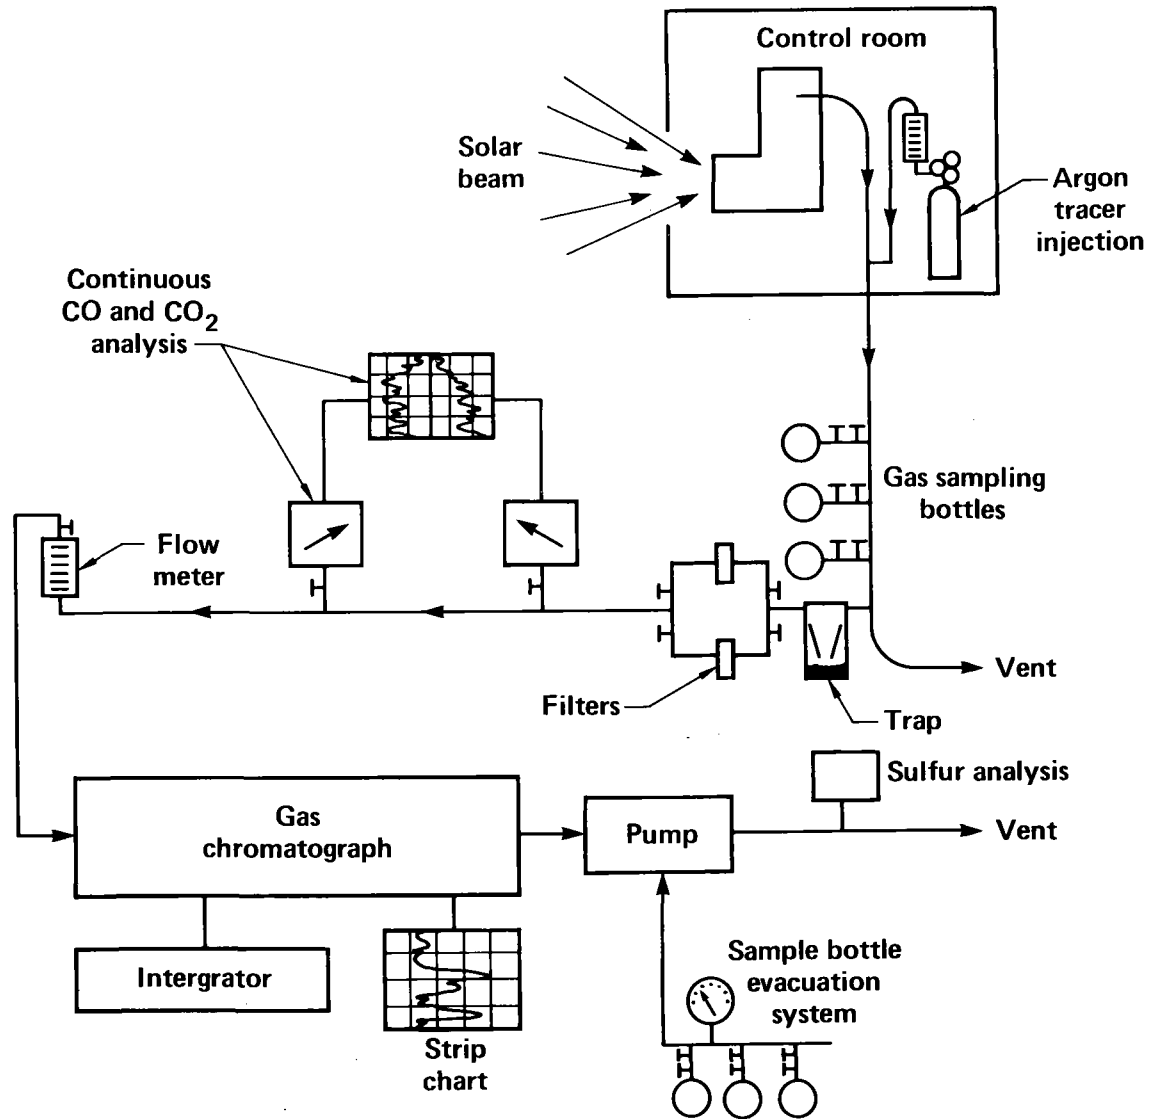 Control room
Solar
beam
Argon
tracer
injection
Continuous
CO and CO₂
analysis
Gas sampling
bottles
Flow
meter
Filters
Vent
Trap
Sulfur analysis
Gas
chromatograph
Pump
Vent
Intergrator
Sample bottle
evacuation
system
Strip
chart